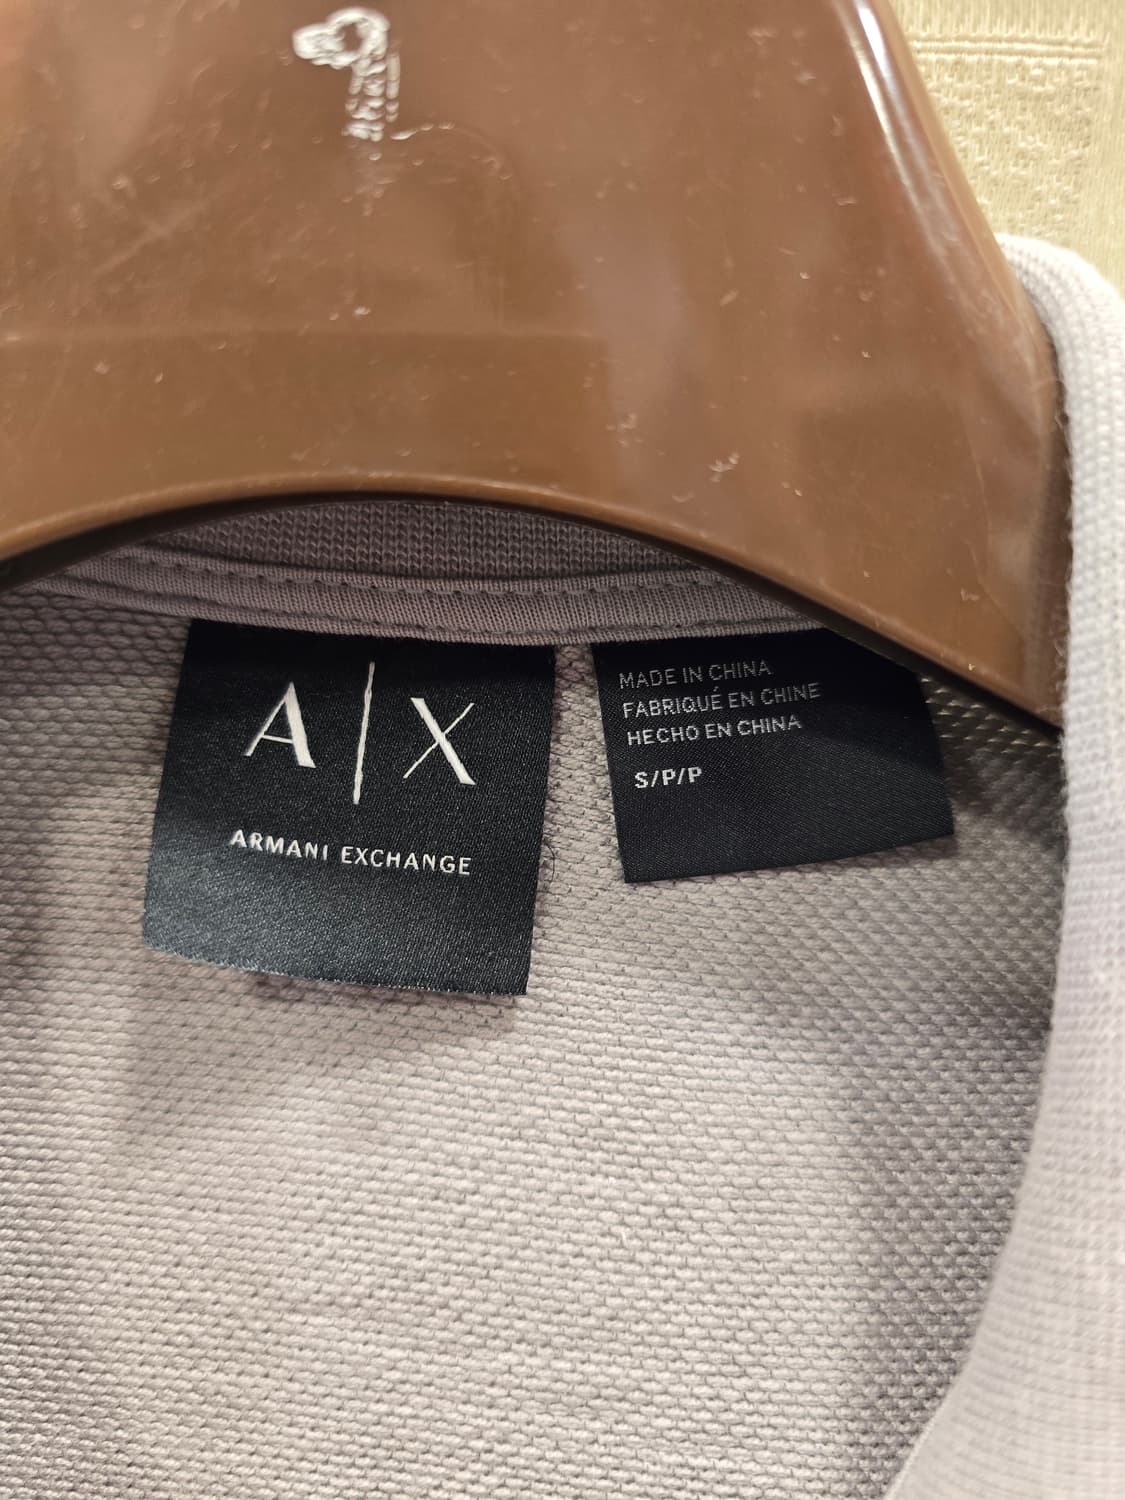 A|X
ARMANI EXCHANGE
MADE IN CHINA
FABRIQUÉ EN CHINE
HECHO EN CHINA
S/P/P